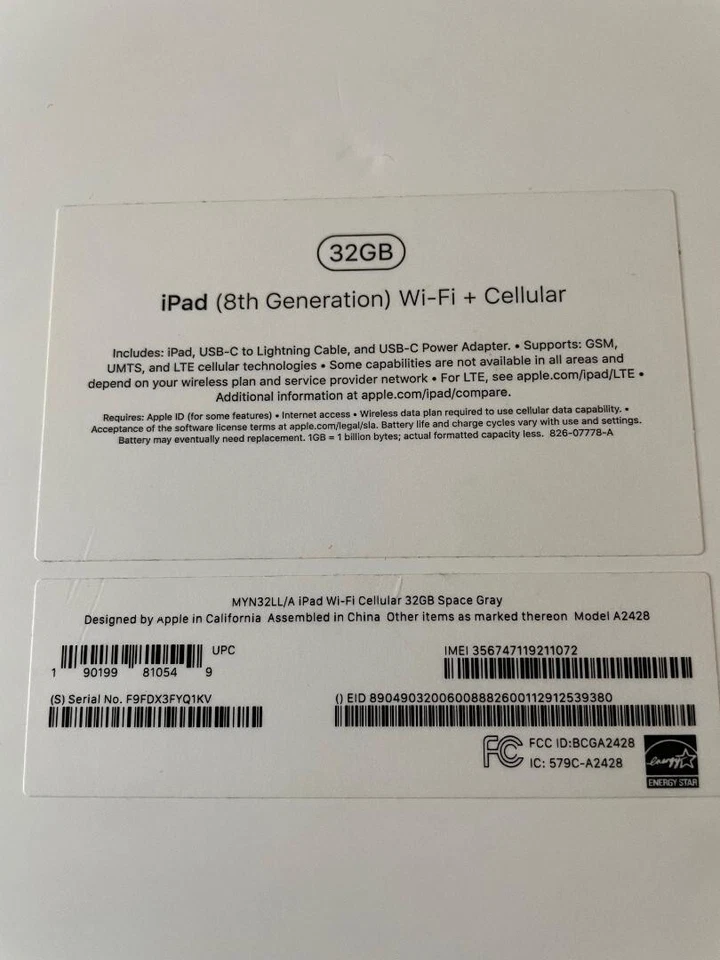 32GB
iPad (8th Generation) Wi-Fi + Cellular
Includes: iPad, USB-C to Lightning Cable, and USB-C Power Adapter. • Supports: GSM,
UMTS, and LTE cellular technologies • Some capabilities are not available in all areas and
depend on your wireless plan and service provider network • For LTE, see apple.com/ipad/LTE •
Additional information at apple.com/ipad/compare.
Requires: Apple ID (for some features) • Internet access • Wireless data plan required to use cellular data capability. •
Acceptance of the software license terms at apple.com/legal/sla. Battery life and charge cycles vary with use and settings.
Battery may eventually need replacement. 1GB = 1 billion bytes; actual formatted capacity less. 826-07778-A
MYN32LL/A iPad Wi-Fi Cellular 32GB Space Gray
Designed by Apple in California Assembled in China Other items as marked thereon Model A2428
UPC
1 90199 81054 9
IMEI 356747119211072
(S) Serial No. F9FDX3FYQ1KV
() EID 89049032006008882600112912539380
FC FCC ID:BCGA2428
IC: 579C-A2428
energy
ENERGY STAR